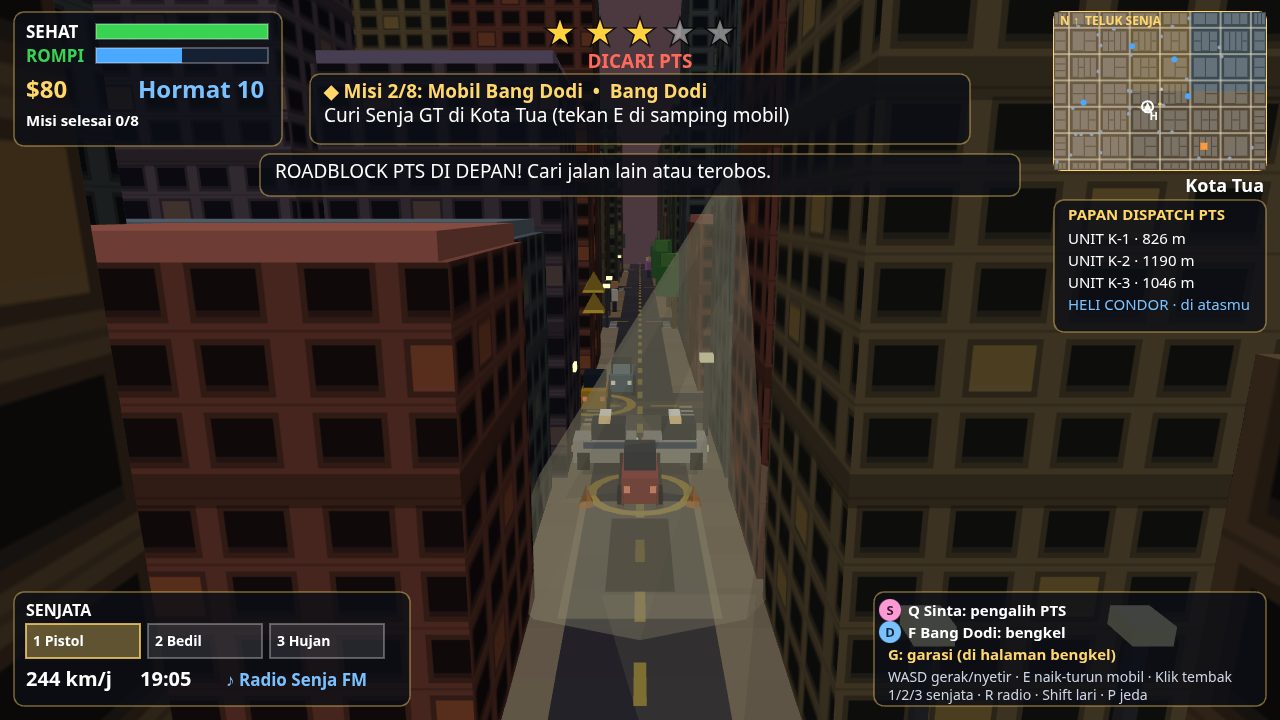 SEHAT
ROMPI
$80 Hormat 10
Misi selesai 0/8
★★★★★
DICARI PTS
◆ Misi 2/8: Mobil Bang Dodi • Bang Dodi
Curi Senja GT di Kota Tua (tekan E di samping mobil)
ROADBLOCK PTS DI DEPAN! Cari jalan lain atau terobos.
N ↑ TELUK SENJA
H
Kota Tua
PAPAN DISPATCH PTS
UNIT K-1 · 826 m
UNIT K-2 · 1190 m
UNIT K-3 · 1046 m
HELI CONDOR · di atasmu
SENJATA
1 Pistol 2 Bedil 3 Hujan
244 km/j 19:05 ♪ Radio Senja FM
S Q Sinta: pengalih PTS
D F Bang Dodi: bengkel
G: garasi (di halaman bengkel)
WASD gerak/nyetir · E naik-turun mobil · Klik tembak
1/2/3 senjata · R radio · Shift lari · P jeda